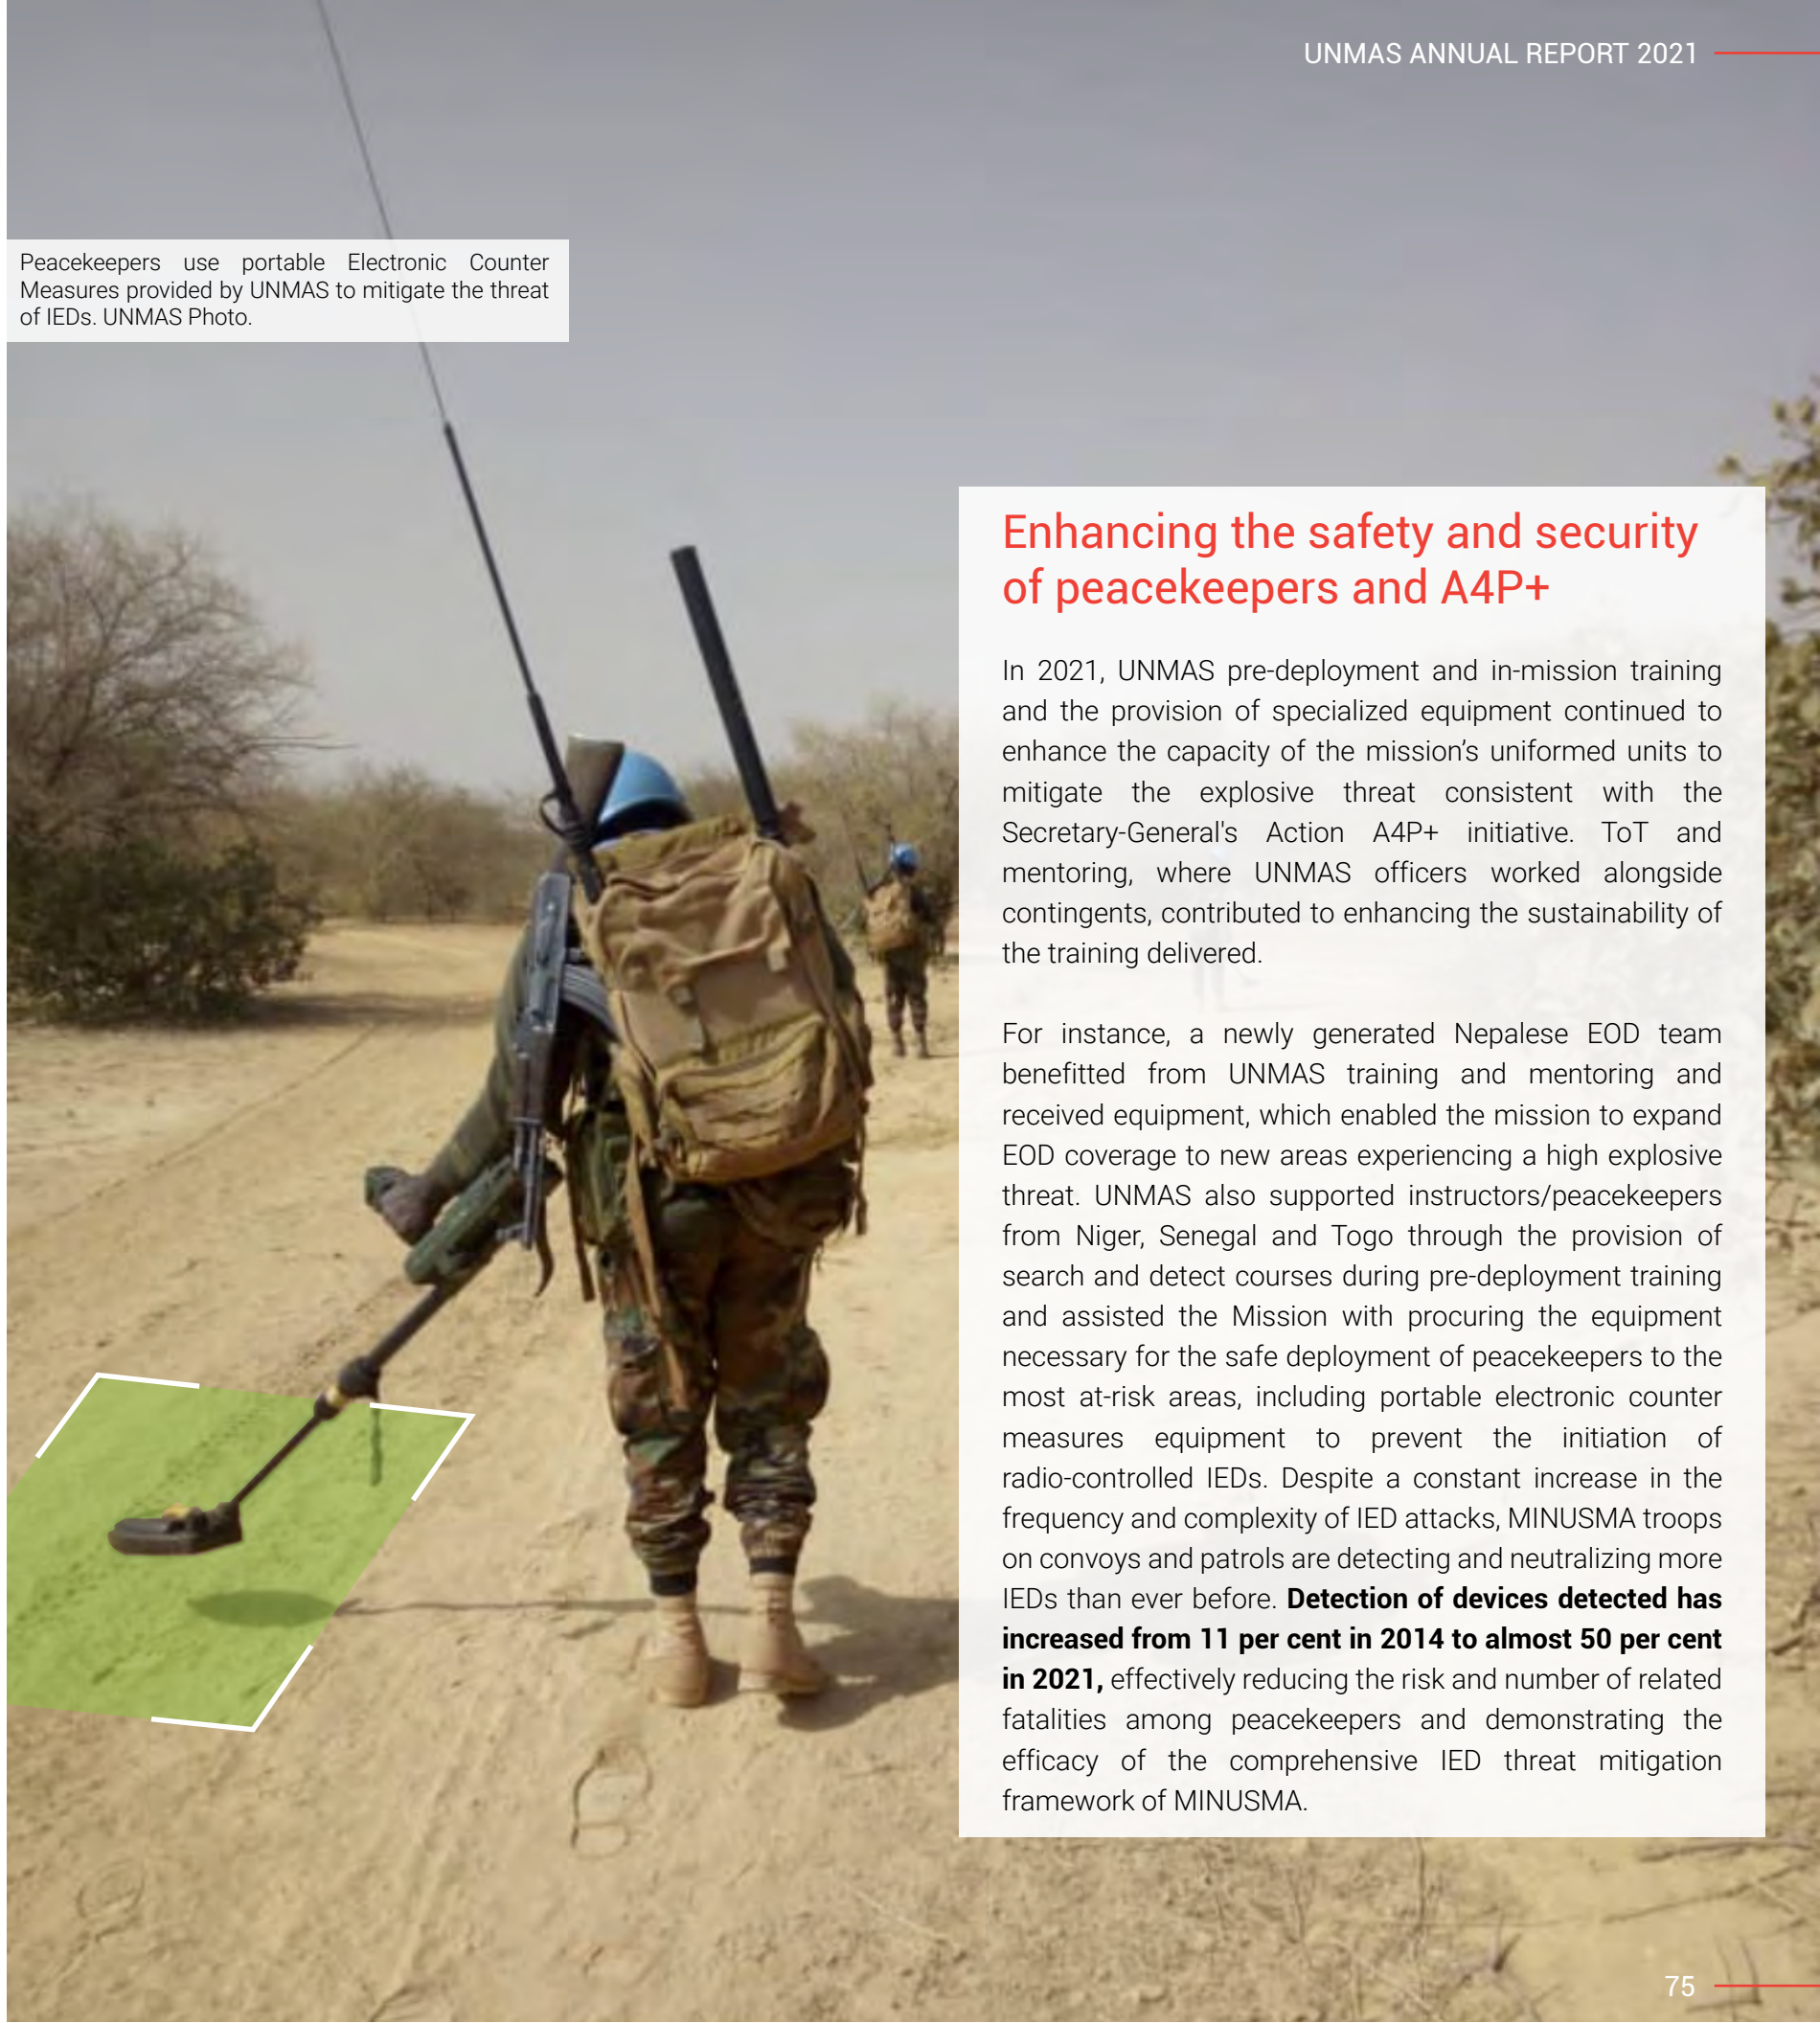 UNMAS ANNUAL REPORT 2021
Peacekeepers use portable Electronic Counter
Measures provided by UNMAS to mitigate the threat
of IEDs. UNMAS Photo.
Enhancing the safety and security
of peacekeepers and A4P+
In 2021, UNMAS pre-deployment and in-mission training
and the provision of specialized equipment continued to
enhance the capacity of the mission’s uniformed units to
mitigate the explosive threat consistent with the
Secretary-General's Action A4P+ initiative. ToT and
mentoring, where UNMAS officers worked alongside
contingents, contributed to enhancing the sustainability of
the training delivered.
For instance, a newly generated Nepalese EOD team
benefitted from UNMAS training and mentoring and
received equipment, which enabled the mission to expand
EOD coverage to new areas experiencing a high explosive
threat. UNMAS also supported instructors/peacekeepers
from Niger, Senegal and Togo through the provision of
search and detect courses during pre-deployment training
and assisted the Mission with procuring the equipment
necessary for the safe deployment of peacekeepers to the
most at-risk areas, including portable electronic counter
measures equipment to prevent the initiation of
radio-controlled IEDs. Despite a constant increase in the
frequency and complexity of IED attacks, MINUSMA troops
on convoys and patrols are detecting and neutralizing more
IEDs than ever before. Detection of devices detected has
increased from 11 per cent in 2014 to almost 50 per cent
in 2021, effectively reducing the risk and number of related
fatalities among peacekeepers and demonstrating the
efficacy of the comprehensive IED threat mitigation
framework of MINUSMA.
75